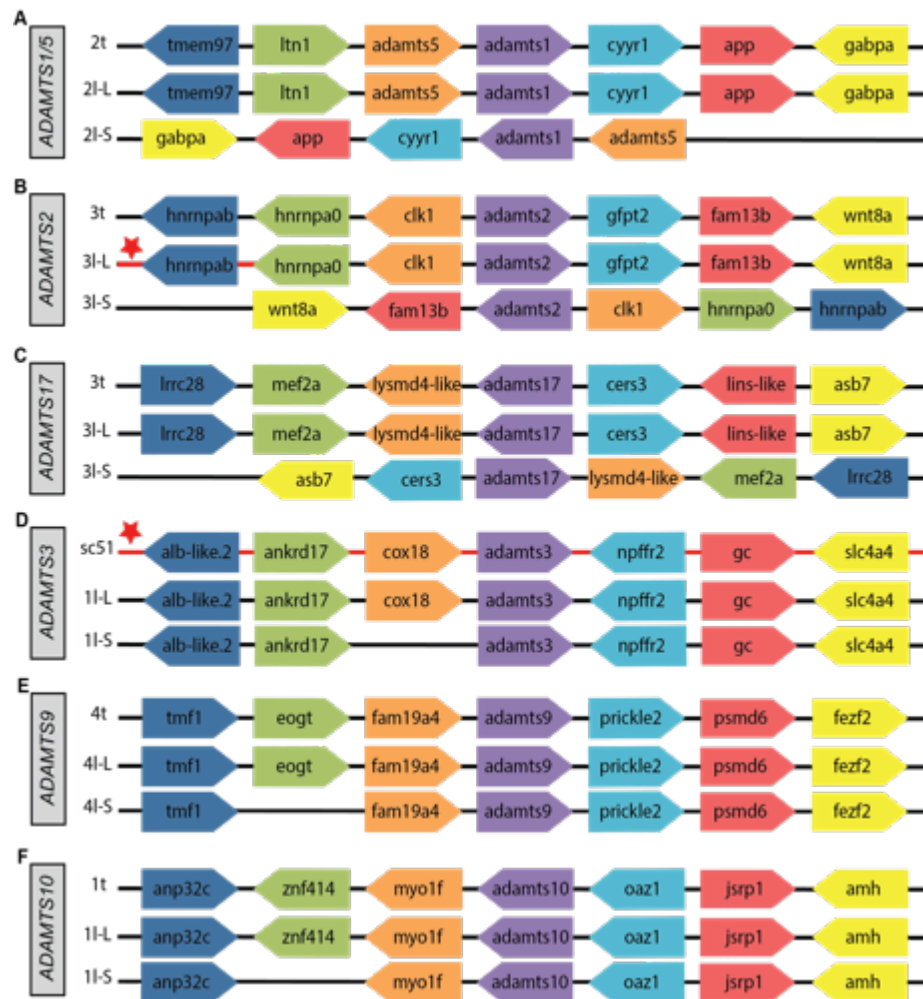 A
ADAMTS1/5
2t tmem97 ltn1 adamts5 adamts1 cyyr1 app gabpa
2l-L tmem97 ltn1 adamts5 adamts1 cyyr1 app gabpa
2l-S gabpa app cyyr1 adamts1 adamts5
B
ADAMTS2
3t hnrnpab hnrnpa0 clk1 adamts2 gfpt2 fam13b wnt8a
3l-L hnrnpab hnrnpa0 clk1 adamts2 gfpt2 fam13b wnt8a
3l-S wnt8a fam13b adamts2 clk1 hnrnpa0 hnrnpab
C
ADAMTS17
3t lrrc28 mef2a lysmd4-like adamts17 cers3 lins-like asb7
3l-L lrrc28 mef2a lysmd4-like adamts17 cers3 lins-like asb7
3l-S asb7 cers3 adamts17 lysmd4-like mef2a lrrc28
D
ADAMTS3
sc51 alb-like.2 ankrd17 cox18 adamts3 npffr2 gc slc4a4
1l-L alb-like.2 ankrd17 cox18 adamts3 npffr2 gc slc4a4
1l-S alb-like.2 ankrd17 adamts3 npffr2 gc slc4a4
E
ADAMTS9
4t tmf1 eogt fam19a4 adamts9 prickle2 psmd6 fezf2
4l-L tmf1 eogt fam19a4 adamts9 prickle2 psmd6 fezf2
4l-S tmf1 fam19a4 adamts9 prickle2 psmd6 fezf2
F
ADAMTS10
1t anp32c znf414 myo1f adamts10 oaz1 jsrp1 amh
1l-L anp32c znf414 myo1f adamts10 oaz1 jsrp1 amh
1l-S anp32c myo1f adamts10 oaz1 jsrp1 amh